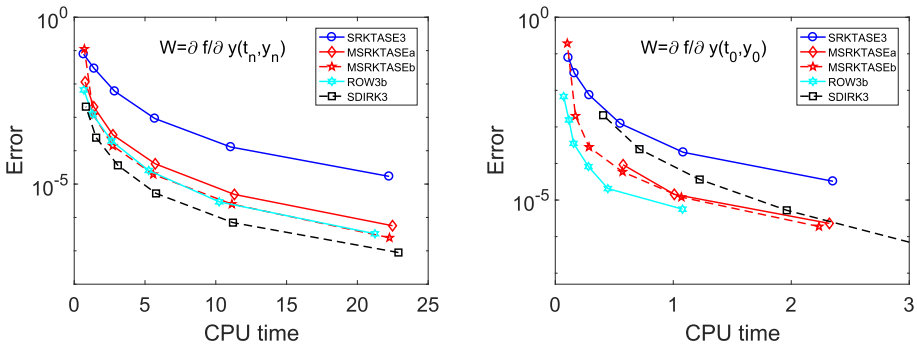 10^0
10^-5
Error
W=∂ f/∂ y(t_n,y_n)
SRKTASE3
MSRKTASEa
MSRKTASEb
ROW3b
SDIRK3
0 5 10 15 20 25
CPU time
10^0
10^-5
Error
W=∂ f/∂ y(t_0,y_0)
SRKTASE3
MSRKTASEa
MSRKTASEb
ROW3b
SDIRK3
0 1 2 3
CPU time